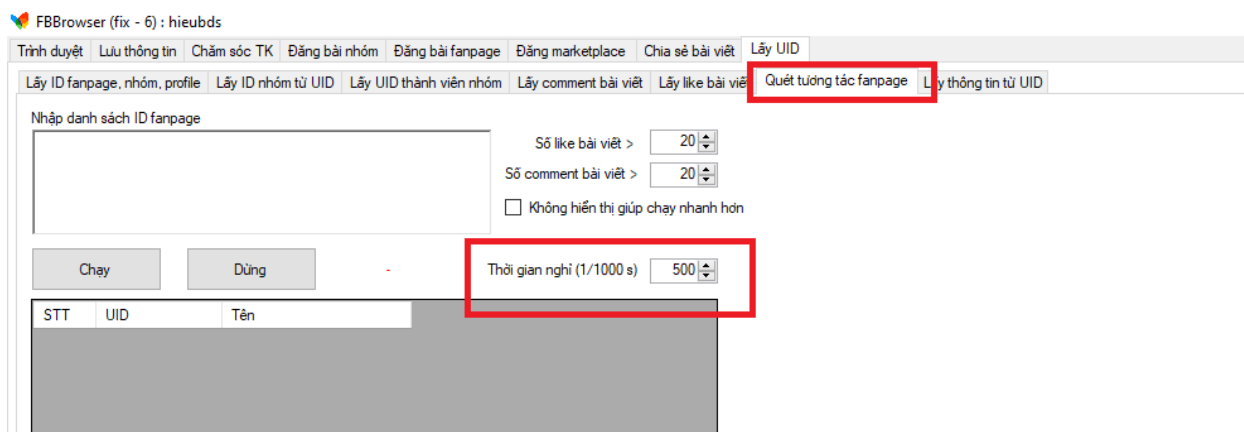 FBBrowser (fix - 6) : hieubds
Trình duyệt Lưu thông tin Chăm sóc TK Đăng bài nhóm Đăng bài fanpage Đăng marketplace Chia sẻ bài viết Lấy UID
Lấy ID fanpage, nhóm, profile Lấy ID nhóm từ UID Lấy UID thành viên nhóm Lấy comment bài viết Lấy like bài viết Quét tương tác fanpage Lấy thông tin từ UID
Nhập danh sách ID fanpage
Số like bài viết > 20
Số comment bài viết > 20
Không hiển thị giúp chạy nhanh hơn
Chạy Dừng - Thời gian nghỉ (1/1000 s) 500
STT UID Tên